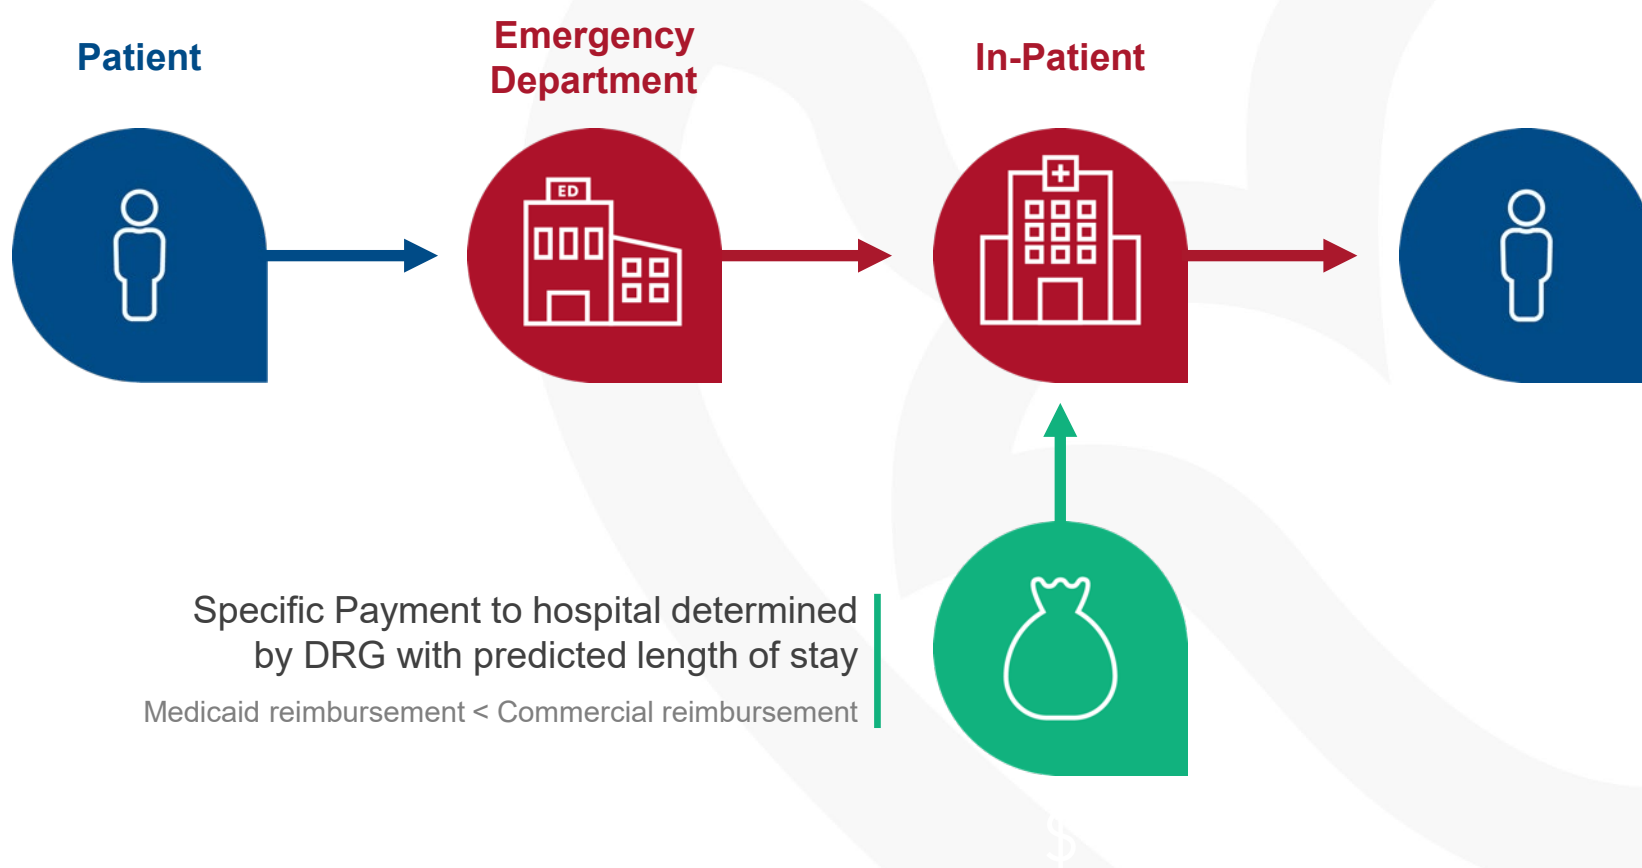 Patient
Emergency
Department
In-Patient
ED
Specific Payment to hospital determined
by DRG with predicted length of stay
Medicaid reimbursement < Commercial reimbursement
$